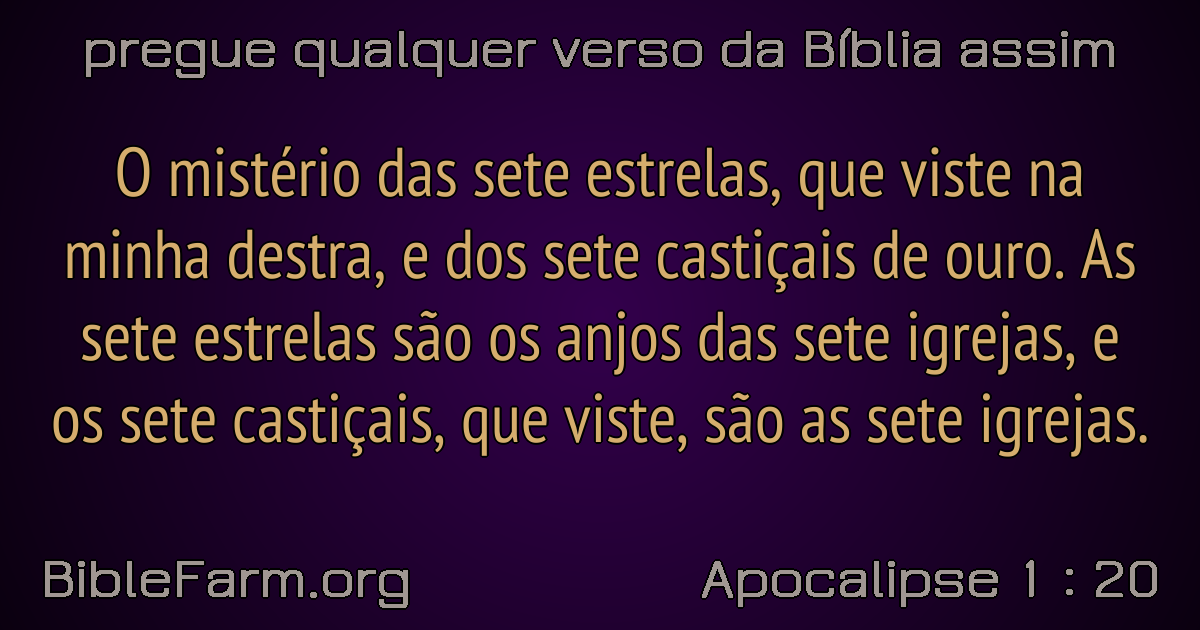 pregue qualquer verso da Bíblia assim
O mistério das sete estrelas, que viste na
minha destra, e dos sete castiçais de ouro. As
sete estrelas são os anjos das sete igrejas, e
os sete castiçais, que viste, são as sete igrejas.
BibleFarm.org
Apocalipse 1 : 20